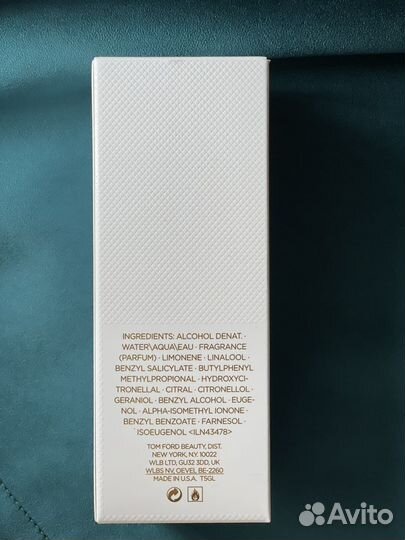 INGREDIENTS: ALCOHOL DENAT. ·
WATER\AQUA\EAU · FRAGRANCE
(PARFUM) · LIMONENE · LINALOOL ·
BENZYL SALICYLATE · BUTYLPHENYL
METHYLPROPIONAL · HYDROXYCI-
TRONELLAL · CITRAL · CITRONELLOL ·
GERANIOL · BENZYL ALCOHOL · EUGE-
NOL · ALPHA-ISOMETHYL IONONE ·
BENZYL BENZOATE · FARNESOL ·
ISOEUGENOL <ILN43478>
TOM FORD BEAUTY, DIST.
NEW YORK, N.Y. 10022
WLB LTD, GU32 3DD, UK
WLBS NV, OEVEL BE-2260
MADE IN U.S.A. T5GL
Avito